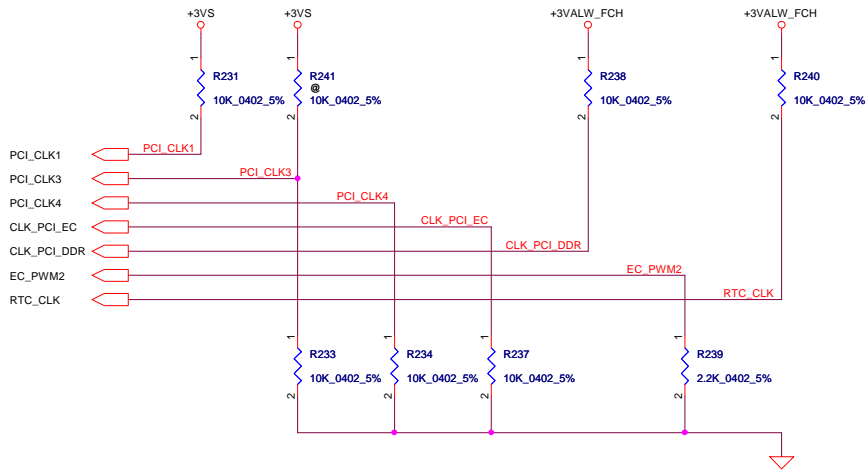 +3VS
+3VS
+3VALW_FCH
+3VALW_FCH
1
1
1
1
R231
10K_0402_5%
R241
@
10K_0402_5%
R238
10K_0402_5%
R240
10K_0402_5%
2
2
2
2
PCI_CLK1
PCI_CLK1
PCI_CLK3
PCI_CLK3
PCI_CLK4
PCI_CLK4
CLK_PCI_EC
CLK_PCI_EC
CLK_PCI_DDR
CLK_PCI_DDR
EC_PWM2
EC_PWM2
RTC_CLK
RTC_CLK
1
1
1
1
R233
10K_0402_5%
R234
10K_0402_5%
R237
10K_0402_5%
R239
2.2K_0402_5%
2
2
2
2